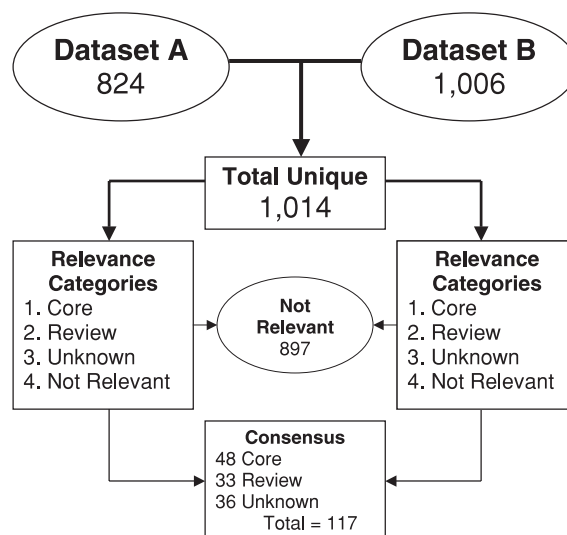 Dataset A
824
Dataset B
1,006
Total Unique
1,014
Relevance
Categories
1. Core
2. Review
3. Unknown
4. Not Relevant
Not
Relevant
897
Relevance
Categories
1. Core
2. Review
3. Unknown
4. Not Relevant
Consensus
48 Core
33 Review
36 Unknown
Total = 117